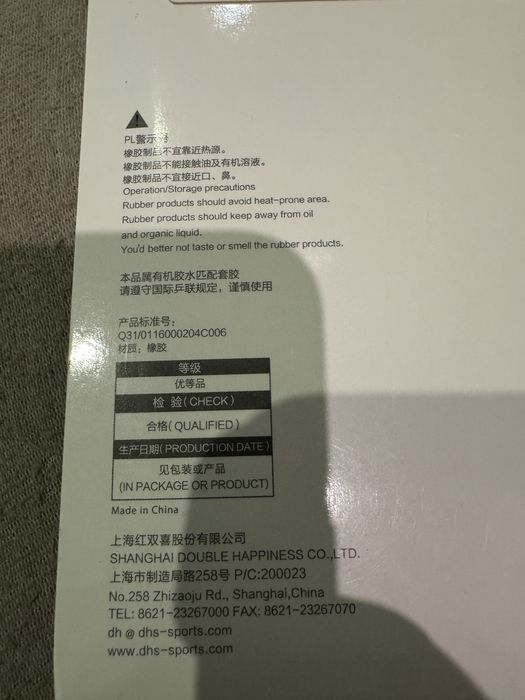 PL警示
橡胶制品不宜靠近热源。
橡胶制品不能接触油及有机溶液。
橡胶制品不宜接近口、鼻。
Operation/Storage precautions
Rubber products should avoid heat-prone area.
Rubber products should keep away from oil
and organic liquid.
You'd better not taste or smell the rubber products.
本品属有机胶水匹配套胶
请遵守国际乒联规定，谨慎使用
产品标准号：
Q31/0116000204C006
材质：橡胶
等级
优等品
检 验(CHECK)
合格(QUALIFIED)
生产日期(PRODUCTION DATE)
见包装或产品
(IN PACKAGE OR PRODUCT)
Made in China
上海红双喜股份有限公司
SHANGHAI DOUBLE HAPPINESS CO.,LTD.
上海市制造局路258号 P/C:200023
No.258 Zhizaoju Rd., Shanghai,China
TEL: 8621-23267000 FAX: 8621-23267070
dh @ dhs-sports.com
www.dhs-sports.com